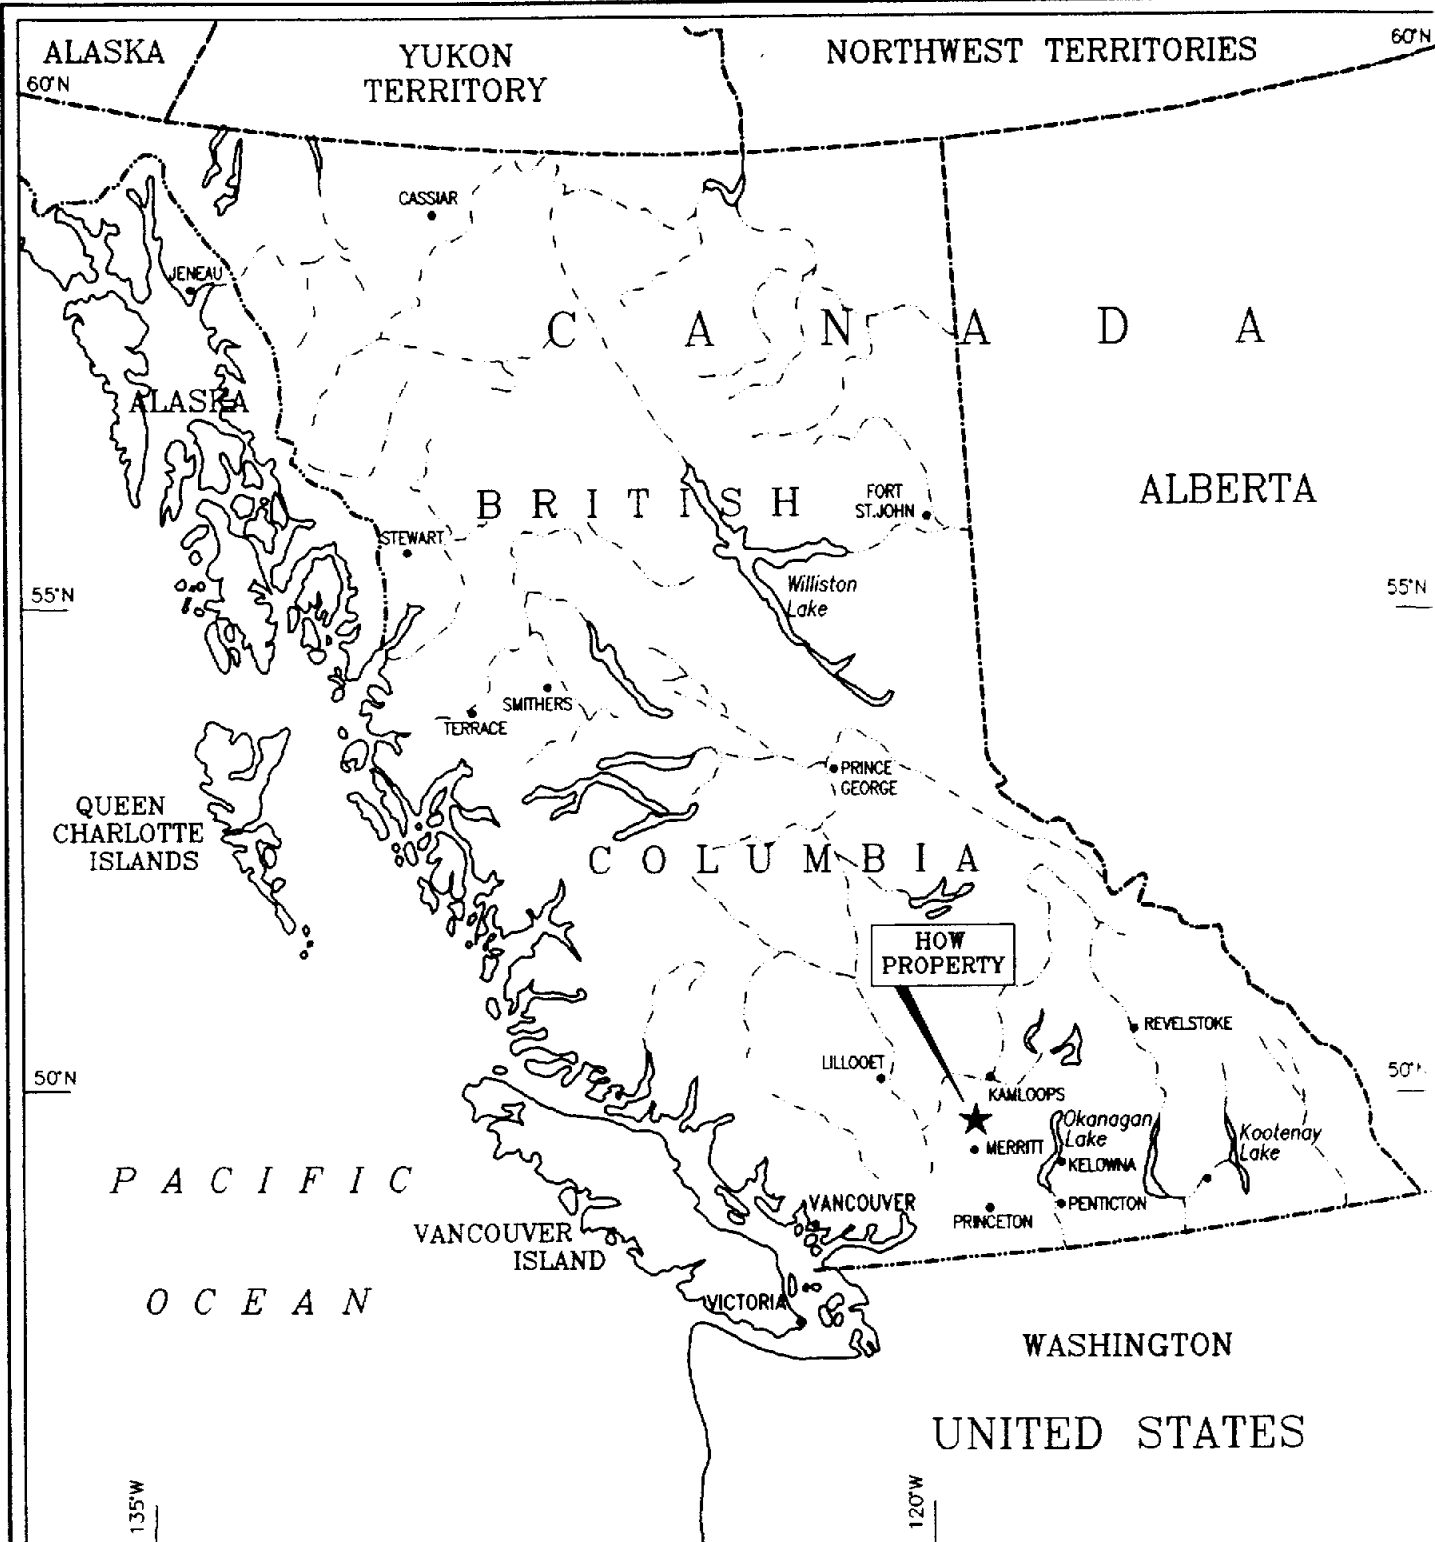 ALASKA
60°N
YUKON
TERRITORY
NORTHWEST TERRITORIES
60°N
CASSIAR
JENEAU
C A N A D A
ALASKA
BRITISH
FORT
ST.JOHN
ALBERTA
STEWART
Williston
Lake
55°N
55°N
SMITHERS
TERRACE
PRINCE
GEORGE
QUEEN
CHARLOTTE
ISLANDS
COLUMBIA
HOW
PROPERTY
REVELSTOKE
LILLOOET
50°N
KAMLOOPS
Okanagan
Lake
MERRITT
KELOWNA
Kootenay
Lake
PACIFIC
OCEAN
VANCOUVER
PENTICTON
PRINCETON
VANCOUVER
ISLAND
VICTORIA
WASHINGTON
UNITED STATES
135°W
120°W